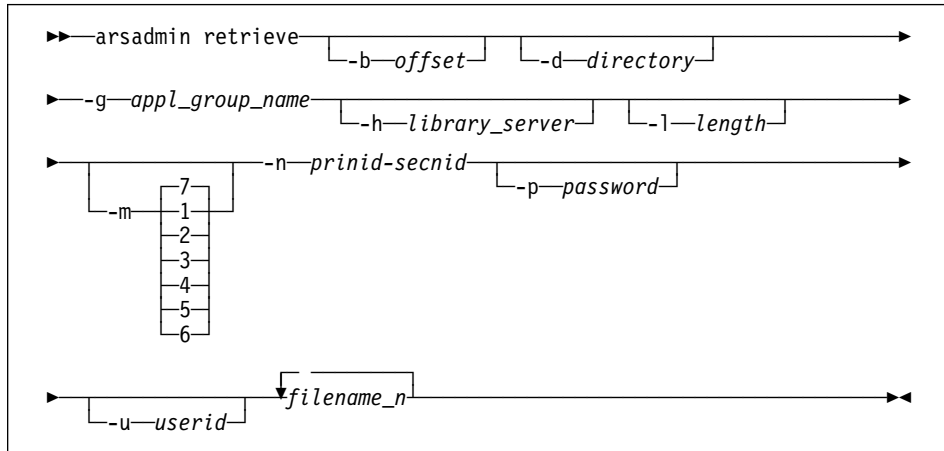 arsadmin retrieve -b offset -d directory
-g appl_group_name -h library_server -l length
-m 7 -n prinid-secnid -p password
1
2
3
4
5
6
-u userid filename_n